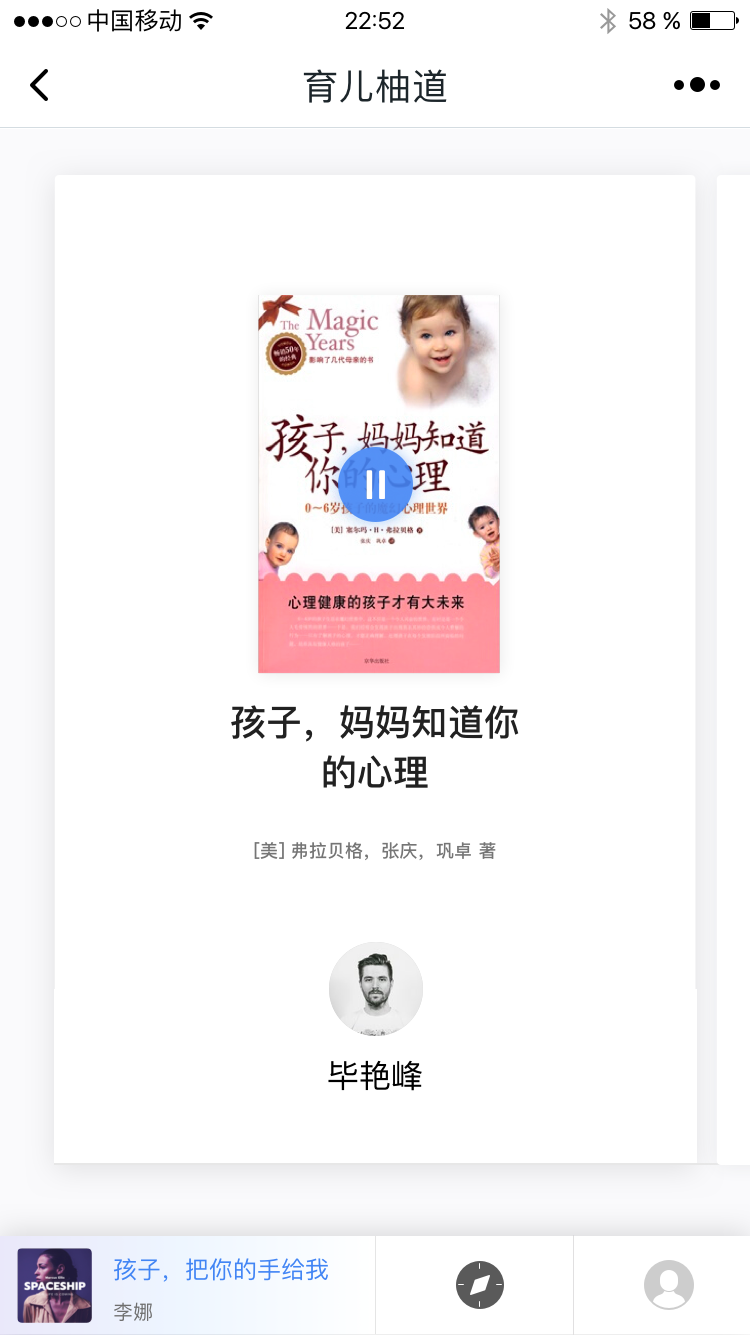 中国移动
22:52
58 %
育儿柚道
The Magic
Years
畅销50年
的经典
影响了几代母亲的书
孩子,妈妈知道
你的心理
0～6岁孩子的魔幻心理世界
[美] 塞尔玛·H·弗拉贝格 著
张庆 巩卓 译
心理健康的孩子才有大未来
孩子，妈妈知道你
的心理
[美] 弗拉贝格，张庆，巩卓 著
毕艳峰
SPACESHIP
孩子，把你的手给我
李娜